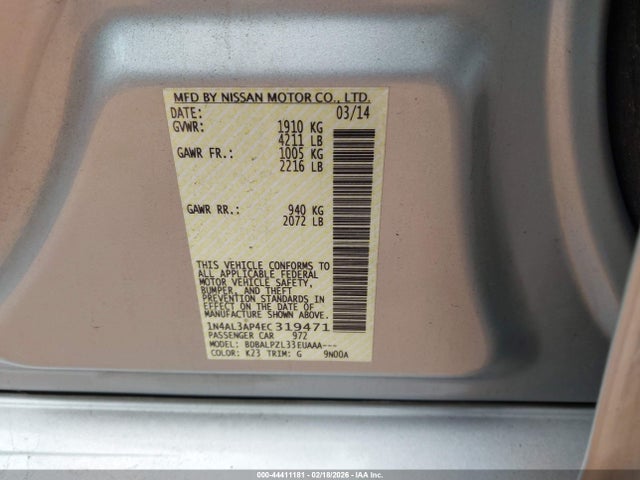 MFD BY NISSAN MOTOR CO., LTD.
DATE: 03/14
GVWR: 1910 KG
4211 LB
GAWR FR.: 1005 KG
2216 LB
GAWR RR.: 940 KG
2072 LB
THIS VEHICLE CONFORMS TO
ALL APPLICABLE FEDERAL
MOTOR VEHICLE SAFETY,
BUMPER, AND THEFT
PREVENTION STANDARDS IN
EFFECT ON THE DATE OF
MANUFACTURE SHOWN ABOVE.
1N4AL3AP4EC319471
PASSENGER CAR 972
MODEL: BDBALPZL33EUAAA---
COLOR: K23 TRIM: G 9N00A
000-44411181 - 02/18/2026 - IAA Inc.